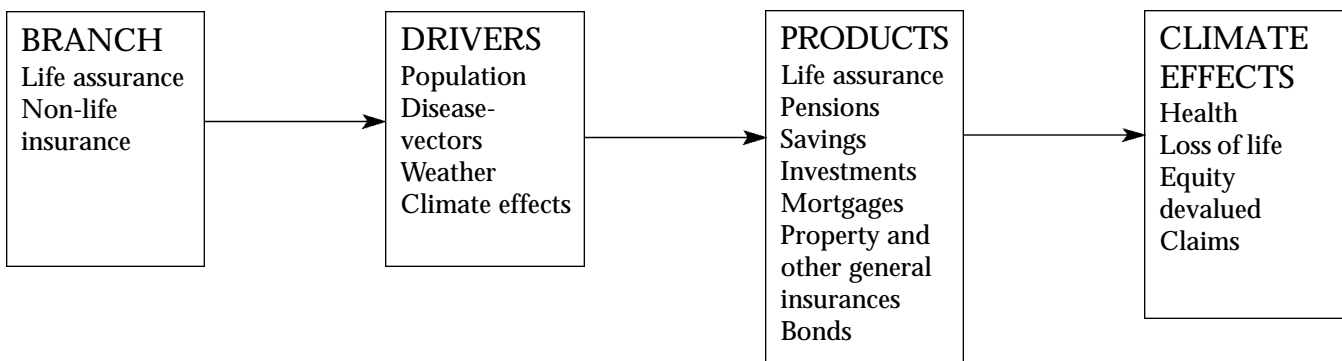 BRANCH
Life assurance
Non-life
insurance
DRIVERS
Population
Disease-
vectors
Weather
Climate effects
PRODUCTS
Life assurance
Pensions
Savings
Investments
Mortgages
Property and
other general
insurances
Bonds
CLIMATE
EFFECTS
Health
Loss of life
Equity
devalued
Claims